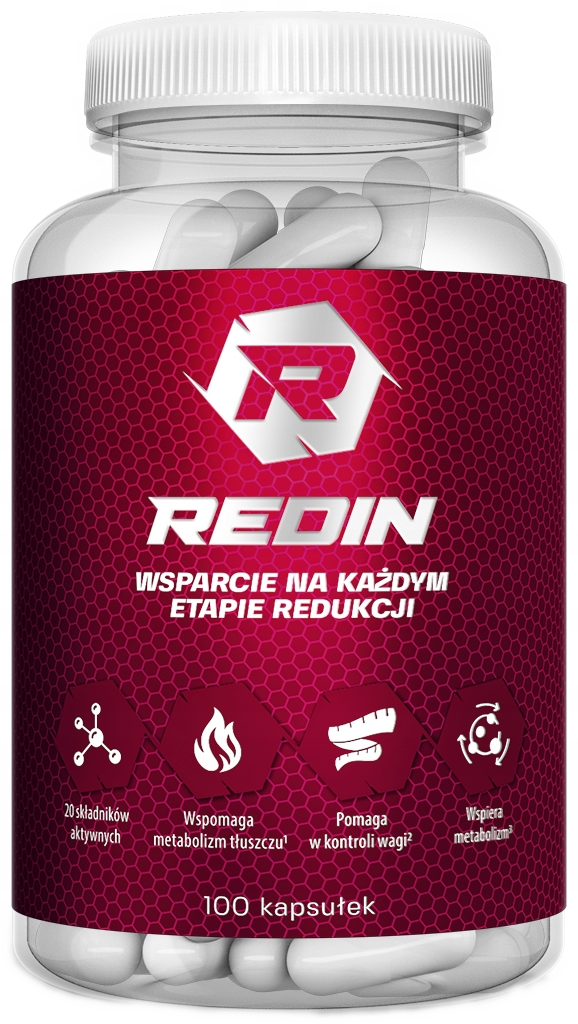 R
REDIN
WSPARCIE NA KAŻDYM
ETAPIE REDUKCJI
20 składników
aktywnych
Wspomaga
metabolizm tłuszczu¹
Pomaga
w kontroli wagi²
Wspiera
metabolizm³
100 kapsułek